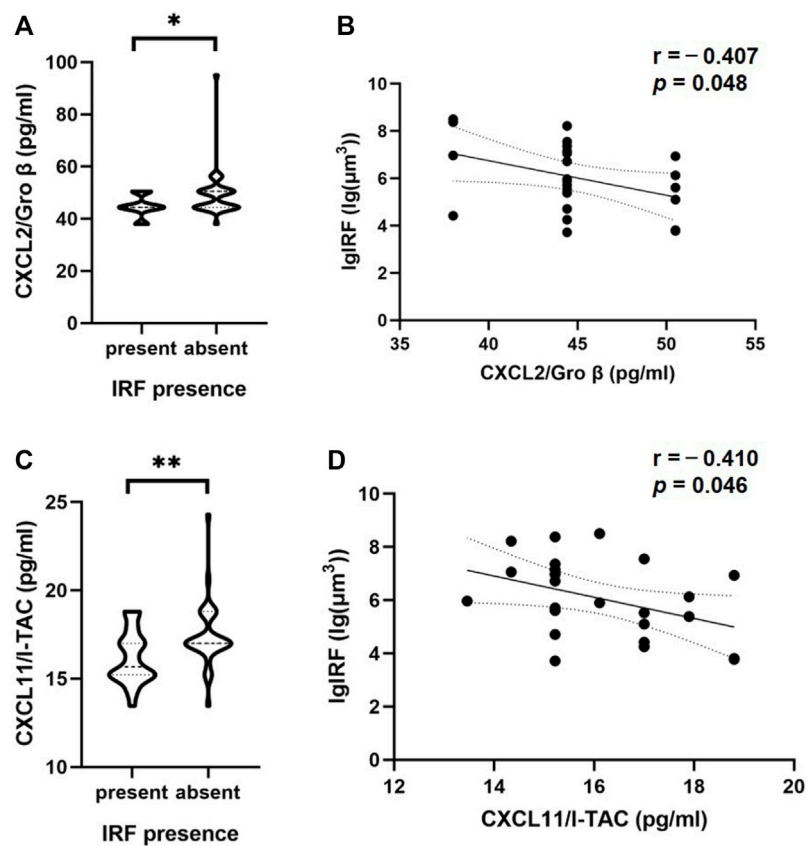 A
*
100
80
60
40
20
0
CXCL2/Gro β (pg/ml)
present absent
IRF presence
B
r = − 0.407
p = 0.048
10
8
6
4
2
0
lgIRF (lg(μm³))
35 40 45 50 55
CXCL2/Gro β (pg/ml)
C
**
25
20
15
10
CXCL11/I-TAC (pg/ml)
present absent
IRF presence
D
r = − 0.410
p = 0.046
10
8
6
4
2
0
lgIRF (lg(μm³))
12 14 16 18 20
CXCL11/I-TAC (pg/ml)